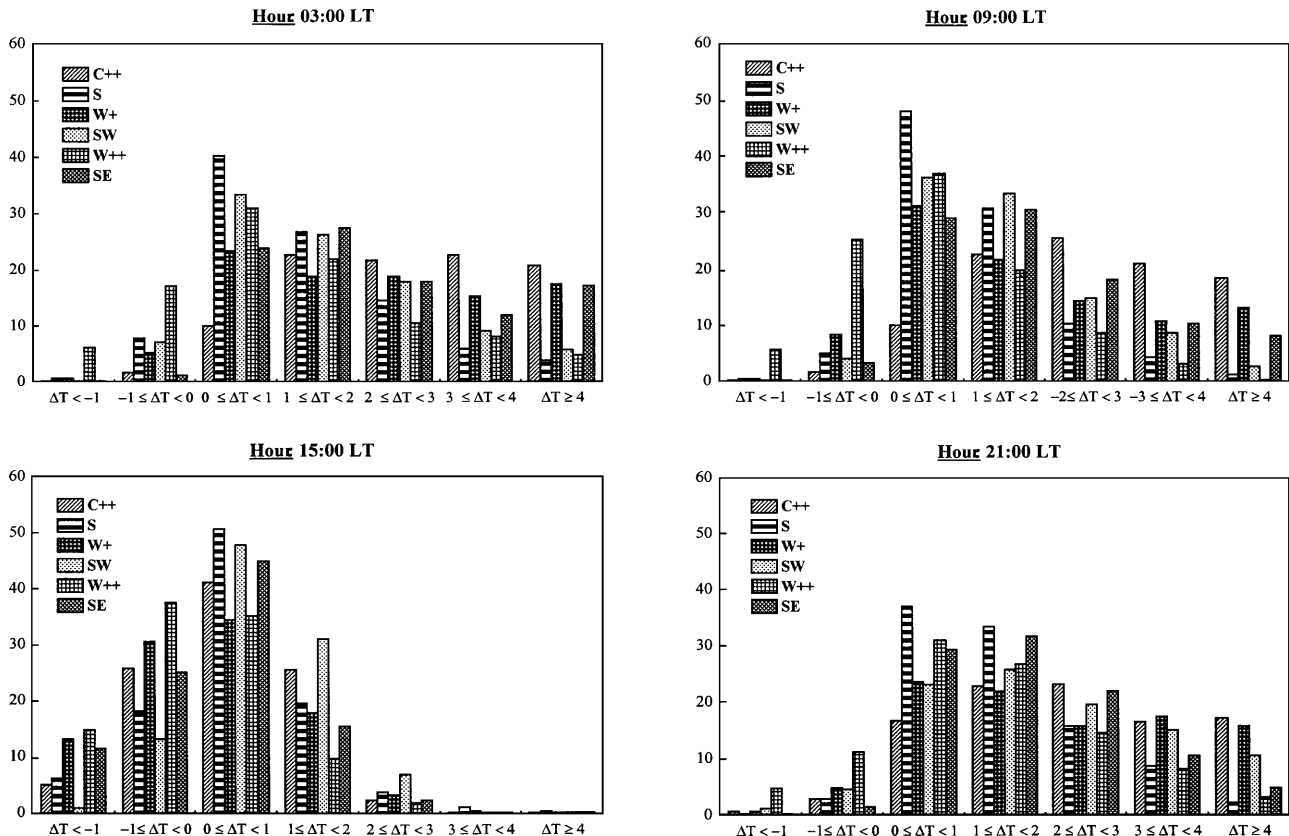 Hour: 03:00 LT
60
50
40
30
20
10
0
C++
S
W+
SW
W++
SE
ΔT < −1
−1 ≤ ΔT < 0
0 ≤ ΔT < 1
1 ≤ ΔT < 2
2 ≤ ΔT < 3
3 ≤ ΔT < 4
ΔT ≥ 4
Hour: 09:00 LT
60
50
40
30
20
10
0
C++
S
W+
SW
W++
SE
ΔT < −1
−1≤ ΔT < 0
0 ≤ ΔT < 1
1 ≤ ΔT < 2
−2≤ ΔT < 3
−3 ≤ ΔT < 4
ΔT ≥ 4
Hour: 15:00 LT
60
50
40
30
20
10
0
C++
S
W+
SW
W++
SE
ΔT < −1
−1≤ ΔT < 0
0 ≤ ΔT < 1
1≤ ΔT < 2
2 ≤ ΔT < 3
3 ≤ ΔT < 4
ΔT ≥ 4
Hour: 21:00 LT
60
50
40
30
20
10
0
C++
S
W+
SW
W++
SE
ΔT < −1
−1≤ ΔT < 0
0 ≤ ΔT < 1
1≤ ΔT < 2
2 ≤ ΔT < 3
3 ≤ ΔT < 4
ΔT ≥ 4